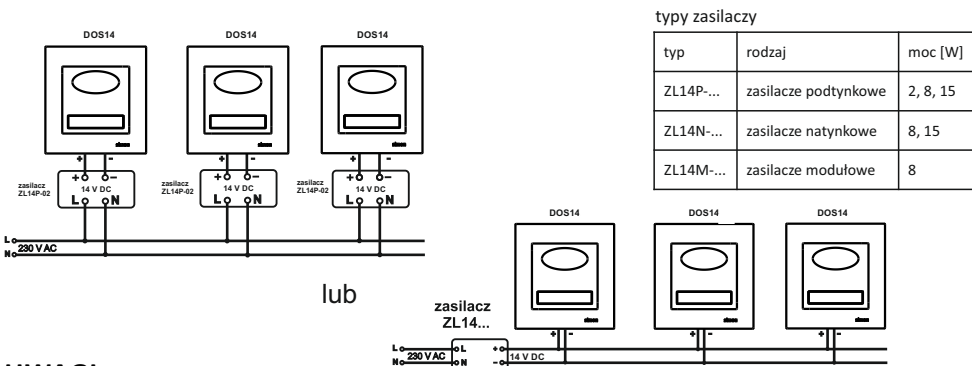 DOS14 DOS14 DOS14
+ - + - + -
zasilacz ZL14P-02 + - 14 V DC L N
zasilacz ZL14P-02 + - 14 V DC L N
zasilacz ZL14P-02 + - 14 V DC L N
L 230 V AC
N
lub
typy zasilaczy
typ rodzaj moc [W]
ZL14P-... zasilacze podtynkowe 2, 8, 15
ZL14N-... zasilacze natynkowe 8, 15
ZL14M-... zasilacze modułowe 8
DOS14 DOS14 DOS14
+ - + - + -
zasilacz
ZL14...
L 230 V AC L + 14 V DC
N N -